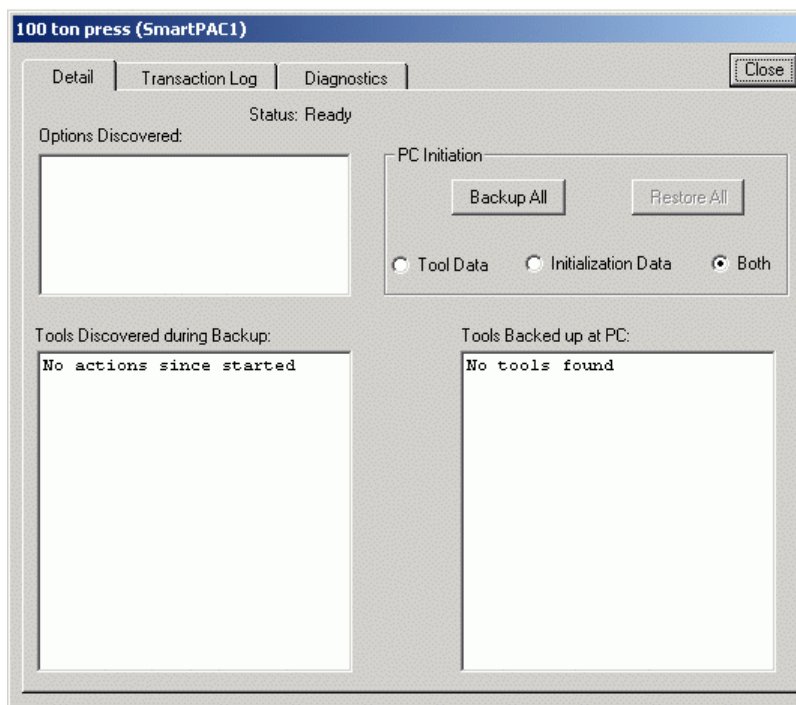 100 ton press (SmartPAC1)
Detail
Transaction Log
Diagnostics
Close
Status: Ready
Options Discovered:
PC Initiation
Backup All
Restore All
Tool Data
Initialization Data
Both
Tools Discovered during Backup:
No actions since started
Tools Backed up at PC:
No tools found